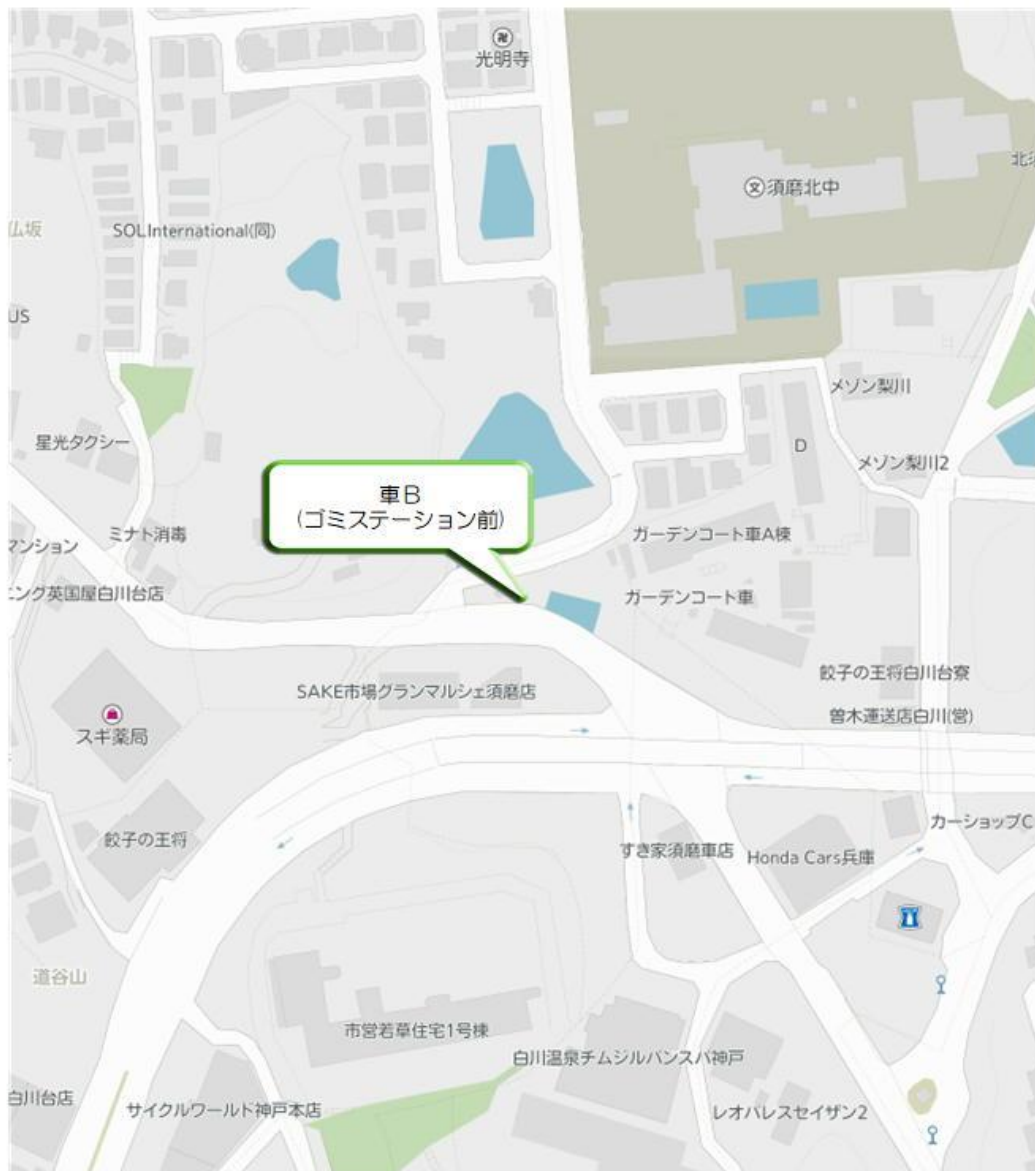 光明寺
須磨北中
北須
仏坂
SOLInternational(同)
US
メゾン梨川
星光タクシー
D
メゾン梨川2
車B
(ゴミステーション前)
マンション
ミナト消毒
ガーデンコート車A棟
ニング英国屋白川台店
ガーデンコート車
餃子の王将白川台寮
SAKE市場グランマルシェ須磨店
曽木運送店白川(営)
スギ薬局
餃子の王将
カーショップC
すき家須磨車店
Honda Cars兵庫
道谷山
市営若草住宅1号棟
白川温泉チムジルバンスパ神戸
白川台店
サイクルワールド神戸本店
レオパレスセイザン2